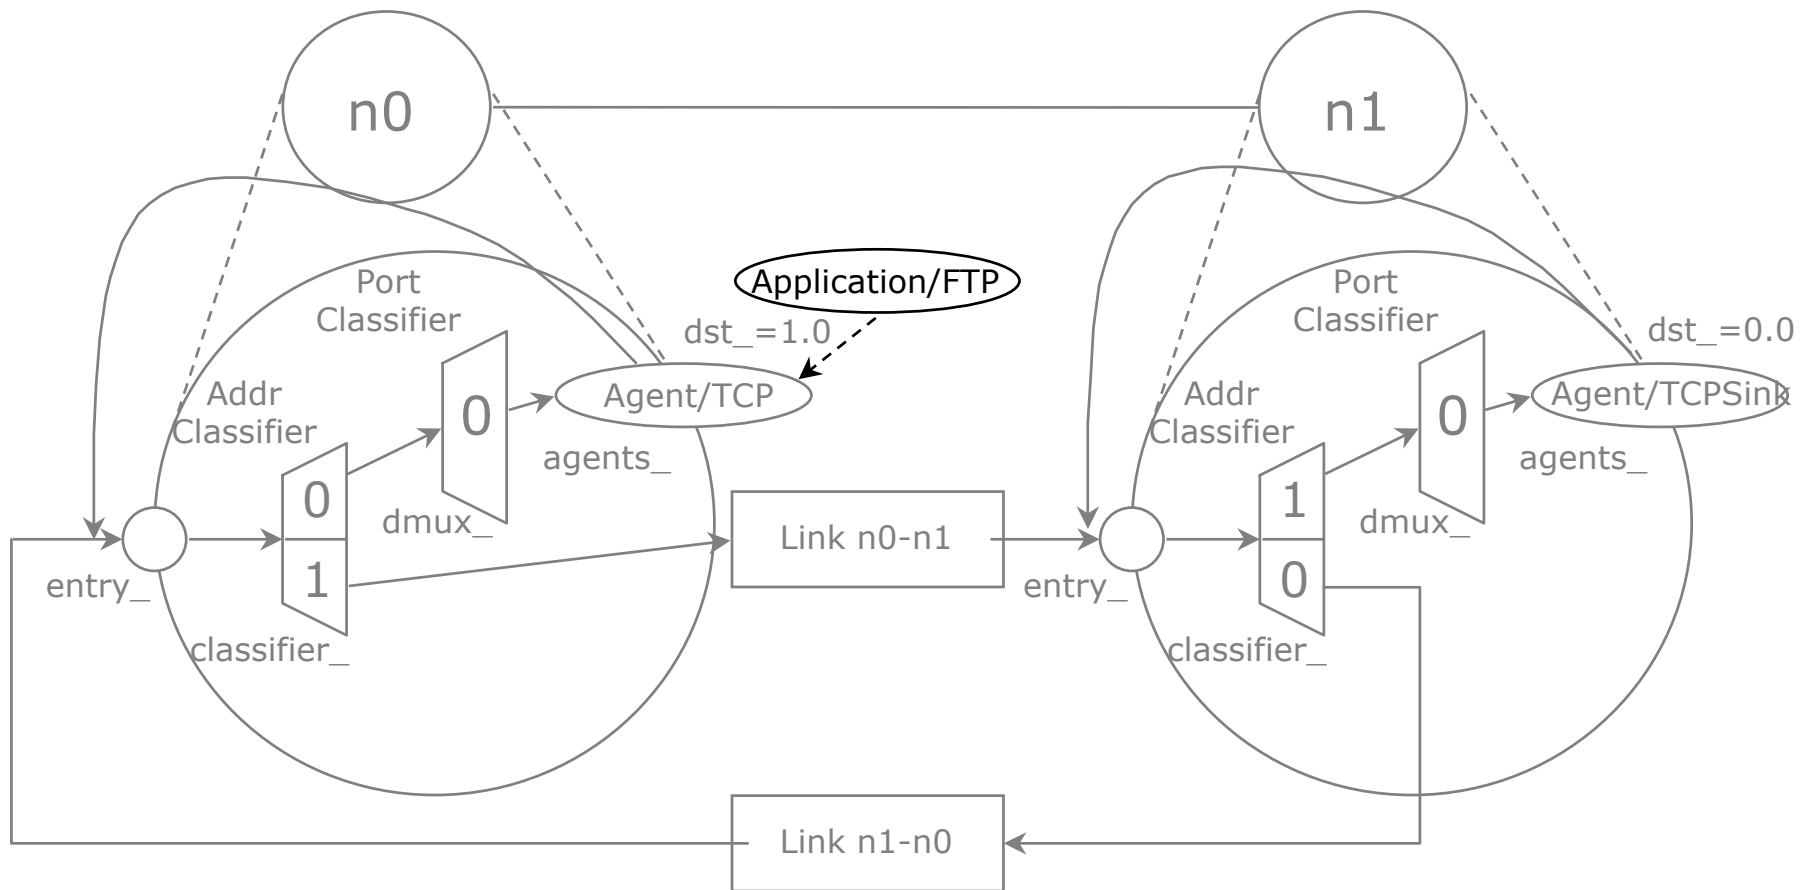 n0
n1
Port
Classifier
Application/FTP
dst_=1.0
Addr
Classifier
0
Agent/TCP
agents_
0
dmux_
1
entry_
classifier_
Link n0-n1
Port
Classifier
dst_=0.0
Addr
Classifier
0
Agent/TCPSink
agents_
1
dmux_
0
entry_
classifier_
Link n1-n0